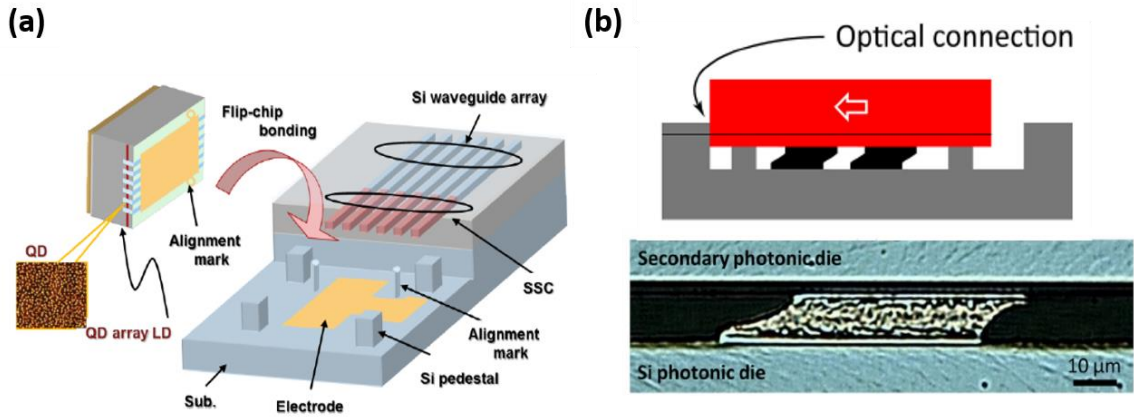 (a)
Flip-chip
bonding
Si waveguide array
Alignment
mark
QD
QD array LD
SSC
Alignment
mark
Si pedestal
Sub.
Electrode
(b)
Optical connection
Secondary photonic die
Si photonic die
10 µm